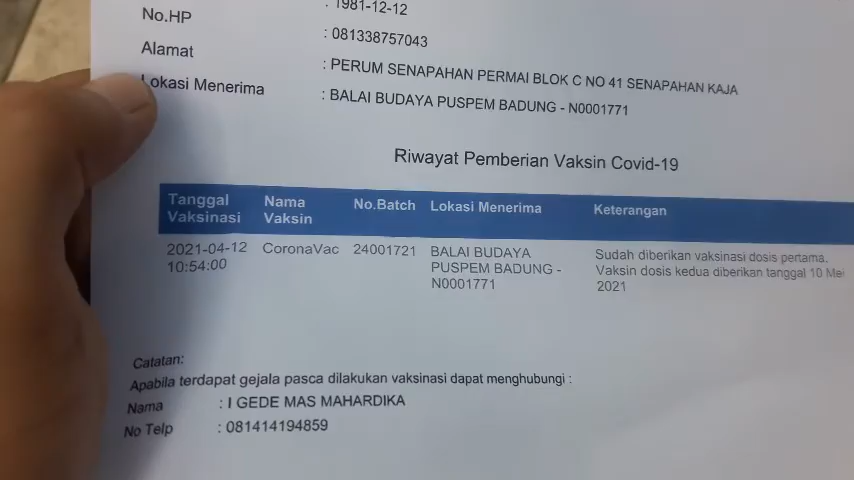 : 1981-12-12
No.HP : 081338757043
Alamat : PERUM SENAPAHAN PERMAI BLOK C NO 41 SENAPAHAN KAJA
Lokasi Menerima : BALAI BUDAYA PUSPEM BADUNG - N0001771
Riwayat Pemberian Vaksin Covid-19
Tanggal Vaksinasi Nama Vaksin No.Batch Lokasi Menerima Keterangan
2021-04-12 CoronaVac 24001721 BALAI BUDAYA Sudah diberikan vaksinasi dosis pertama.
10:54:00 PUSPEM BADUNG - Vaksin dosis kedua diberikan tanggal 10 Mei
N0001771 2021
Catatan:
Apabila terdapat gejala pasca dilakukan vaksinasi dapat menghubungi :
Nama : I GEDE MAS MAHARDIKA
No Telp : 081414194859